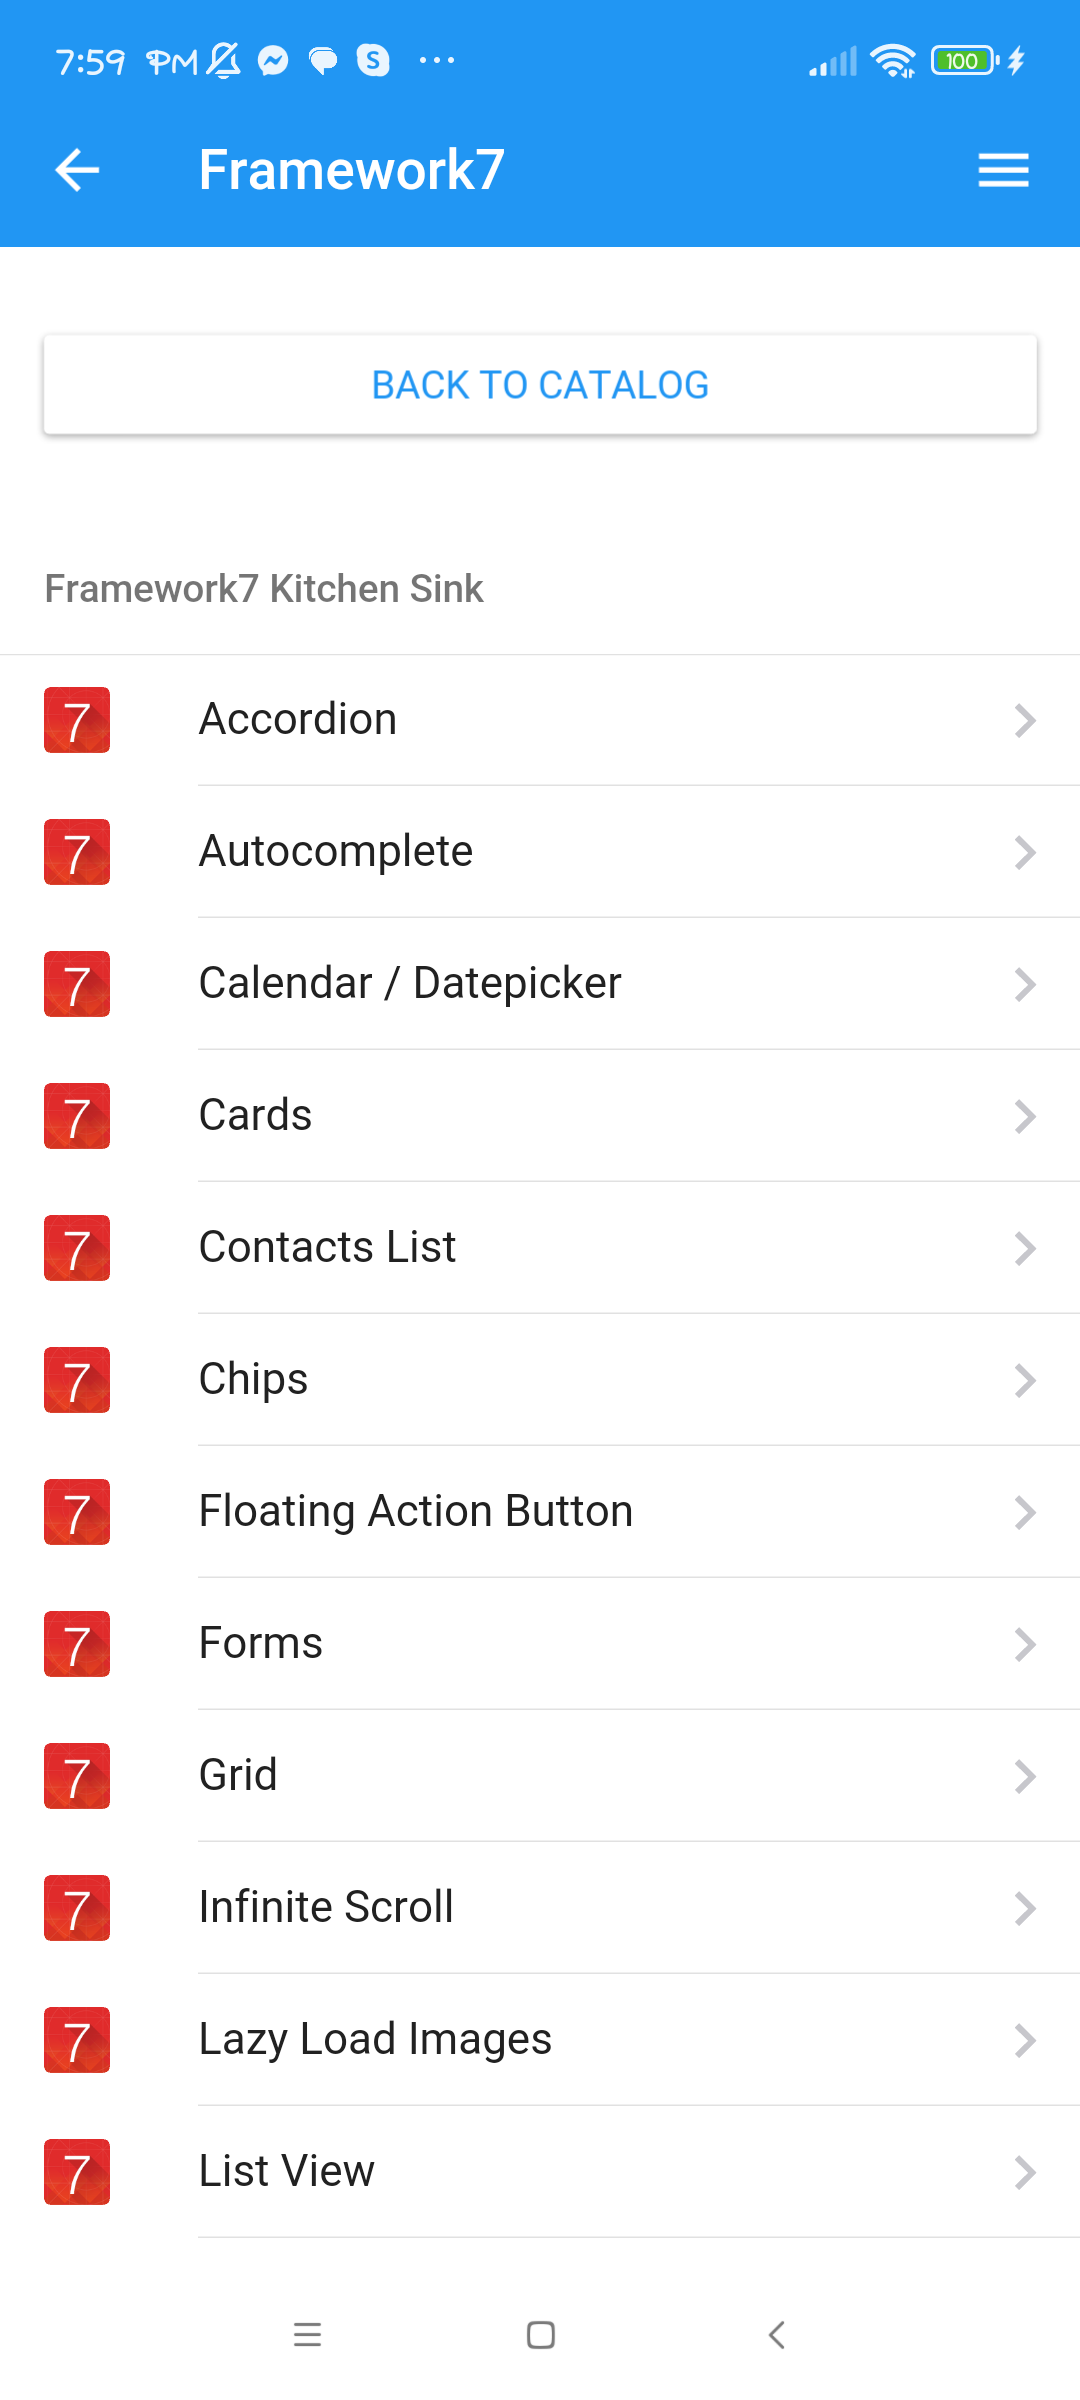 7:59 PM 100
Framework7
BACK TO CATALOG
Framework7 Kitchen Sink
7 Accordion
7 Autocomplete
7 Calendar / Datepicker
7 Cards
7 Contacts List
7 Chips
7 Floating Action Button
7 Forms
7 Grid
7 Infinite Scroll
7 Lazy Load Images
7 List View